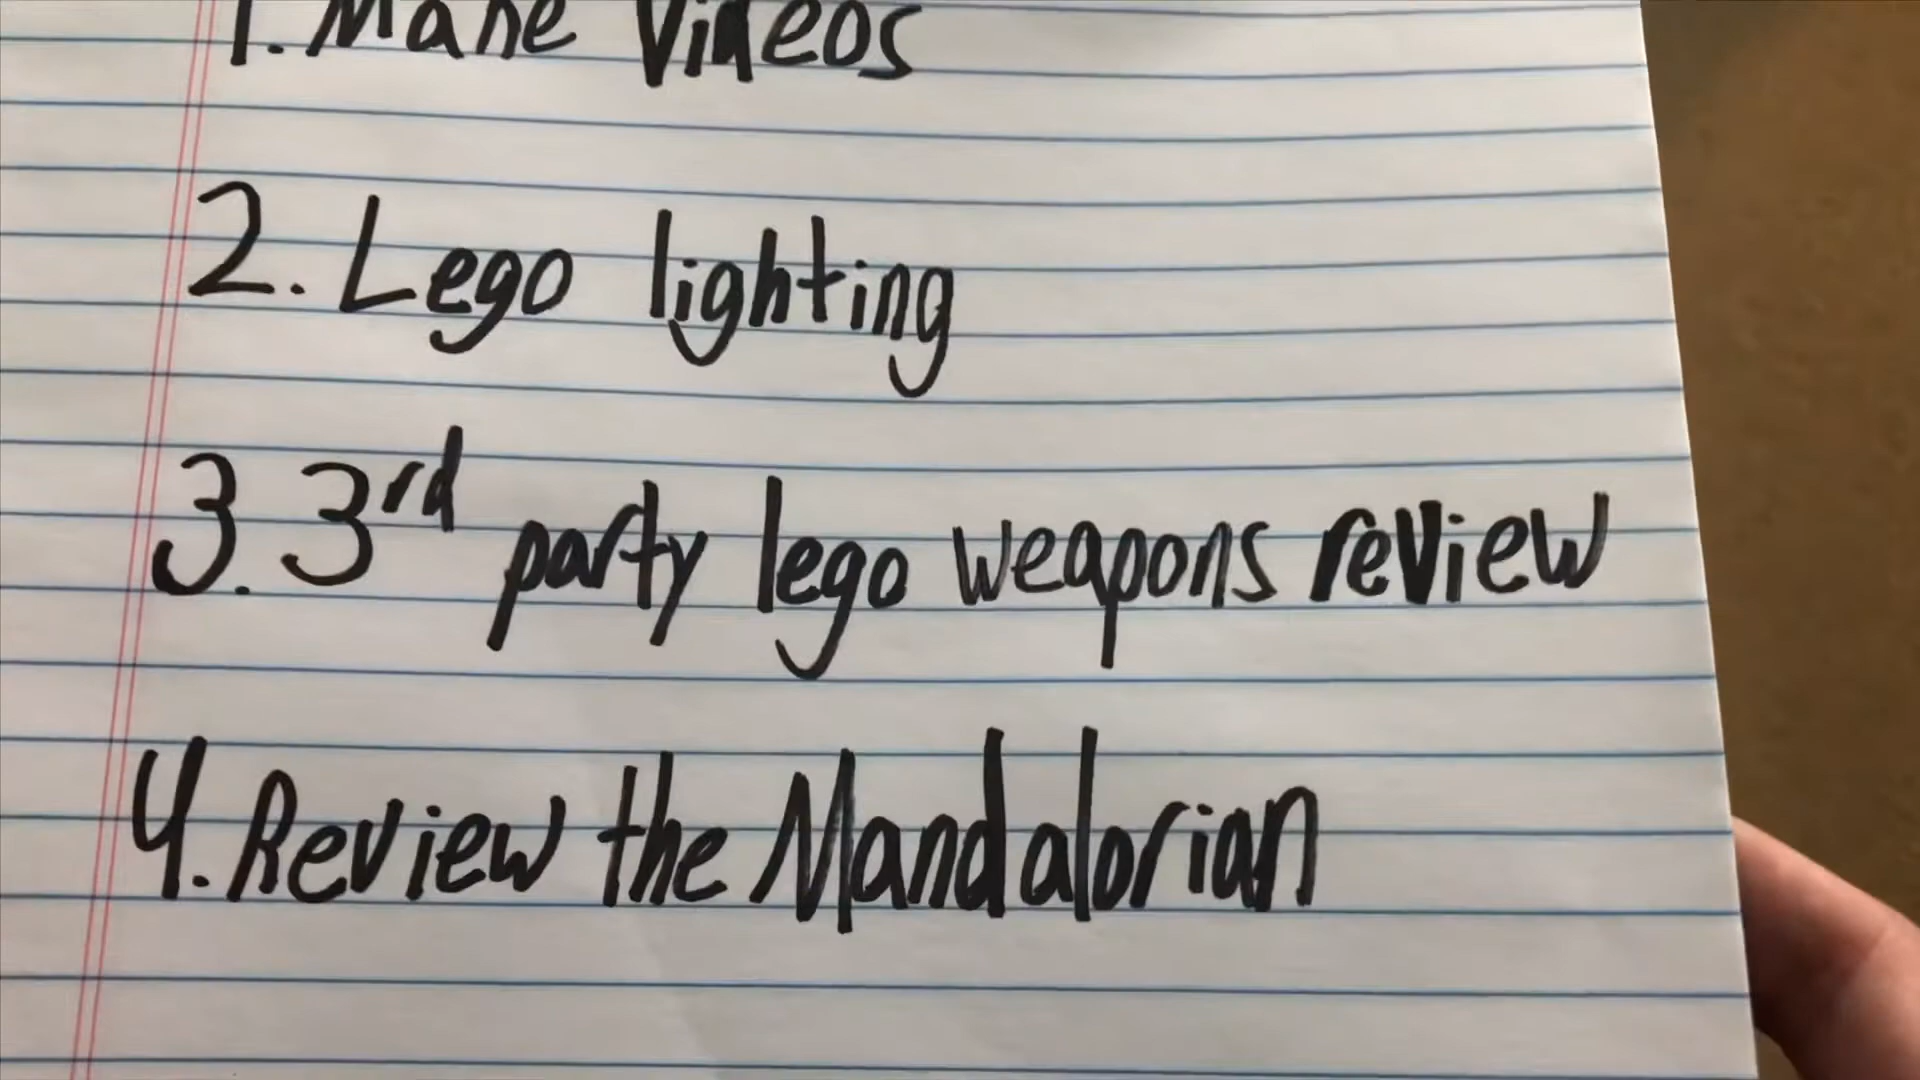 1. Make Videos
2. Lego lighting
3. 3rd party lego weapons review
4. Review the Mandalorian